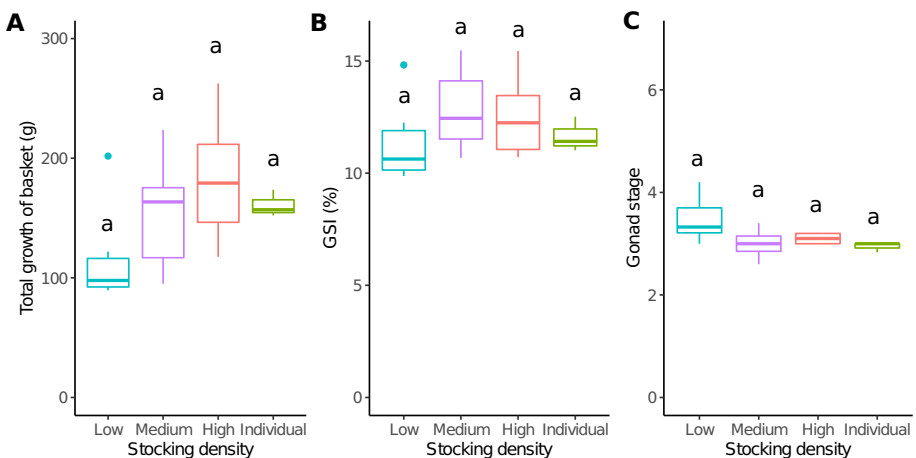 A
Total growth of basket (g)
300
200
100
0
a
a
a
a
Low Medium High Individual
Stocking density
B
GSI (%)
15
10
5
0
a
a
a
a
Low Medium High Individual
Stocking density
C
Gonad stage
6
4
2
0
a
a
a
a
Low Medium High Individual
Stocking density